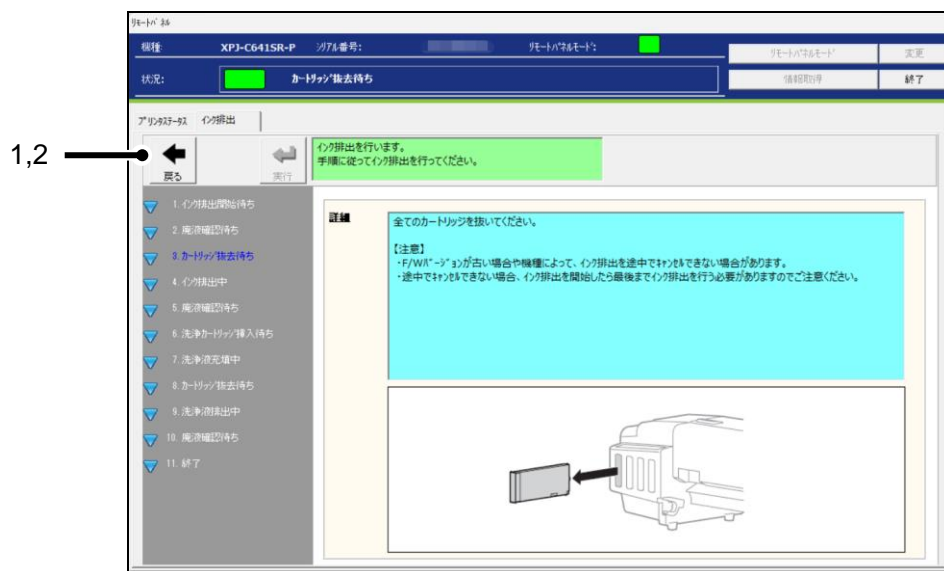 ﾘﾓｰﾄﾊﾟﾈﾙ
機種: XPJ-C641SR-P ｼﾘｱﾙ番号: ﾘﾓｰﾄﾊﾟﾈﾙﾓｰﾄﾞ: ﾘﾓｰﾄﾊﾟﾈﾙﾓｰﾄﾞ 変更
状況: ｶｰﾄﾘｯｼﾞ抜去待ち 情報取得 終了
ﾌﾟﾘﾝﾀｽﾃｰﾀｽ ｲﾝｸ排出
1,2
戻る
実行
ｲﾝｸ排出を行います。
手順に従ってｲﾝｸ排出を行ってください。
1. ｲﾝｸ排出開始待ち
2. 廃液確認待ち
3. ｶｰﾄﾘｯｼﾞ抜去待ち
4. ｲﾝｸ排出中
5. 廃液確認待ち
6. 洗浄ｶｰﾄﾘｯｼﾞ挿入待ち
7. 洗浄液充填中
8. ｶｰﾄﾘｯｼﾞ抜去待ち
9. 洗浄液排出中
10. 廃液確認待ち
11. 終了
詳細
全てのカートリッジを抜いてください。
【注意】
・F/Wﾊﾞｰｼﾞｮﾝが古い場合や機種によって、ｲﾝｸ排出を途中でｷｬﾝｾﾙできない場合があります。
・途中でｷｬﾝｾﾙできない場合、ｲﾝｸ排出を開始したら最後までｲﾝｸ排出を行う必要がありますのでご注意ください。